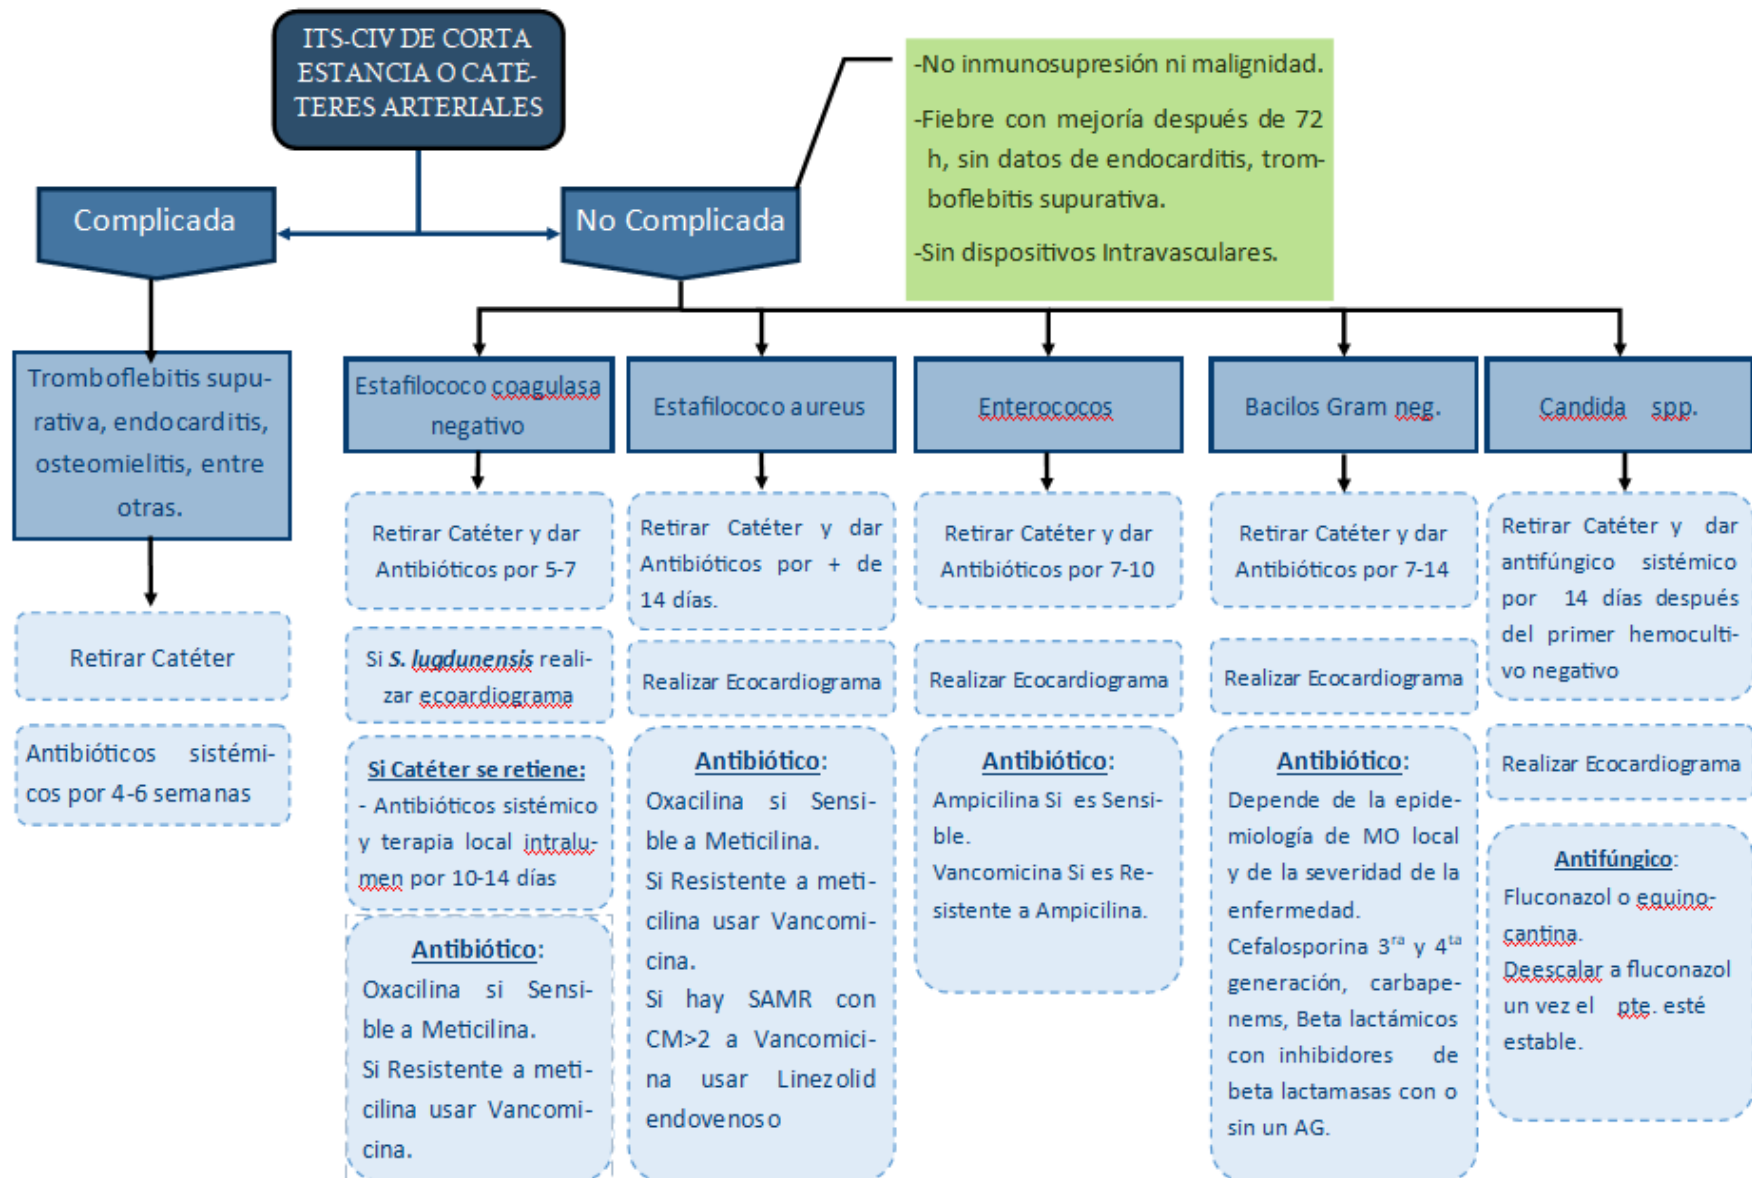 ITS-CIV DE CORTA
ESTANCIA O CATÉ-
TERES ARTERIALES
-No inmunosupresión ni malignidad.
-Fiebre con mejoría después de 72
h, sin datos de endocarditis, trom-
boflebitis supurativa.
-Sin dispositivos Intravasculares.
Complicada
No Complicada
Tromboflebitis supu-
rativa, endocarditis,
osteomielitis, entre
otras.
Retirar Catéter
Antibióticos sistémi-
cos por 4-6 semanas
Estafilococo coagulasa
negativo
Retirar Catéter y dar
Antibióticos por 5-7
Si S. lugdunensis reali-
zar ecoardiograma
Si Catéter se retiene:
- Antibióticos sistémico
y terapia local intralu-
men por 10-14 días
Antibiótico:
Oxacilina si Sensi-
ble a Meticilina.
Si Resistente a meti-
cilina usar Vancomi-
cina.
Estafilococo aureus
Retirar Catéter y dar
Antibióticos por + de
14 días.
Realizar Ecocardiograma
Antibiótico:
Oxacilina si Sensi-
ble a Meticilina.
Si Resistente a meti-
cilina usar Vancomi-
cina.
Si hay SAMR con
CM>2 a Vancomici-
na usar Linezolid
endovenoso
Enterococos
Retirar Catéter y dar
Antibióticos por 7-10
Realizar Ecocardiograma
Antibiótico:
Ampicilina Si es Sensi-
ble.
Vancomicina Si es Re-
sistente a Ampicilina.
Bacilos Gram neg.
Retirar Catéter y dar
Antibióticos por 7-14
Realizar Ecocardiograma
Antibiótico:
Depende de la epide-
miología de MO local
y de la severidad de la
enfermedad.
Cefalosporina 3ra y 4ta
generación, carbape-
nems, Beta lactámicos
con inhibidores de
beta lactamasas con o
sin un AG.
Candida spp.
Retirar Catéter y dar
antifúngico sistémico
por 14 días después
del primer hemoculti-
vo negativo
Realizar Ecocardiograma
Antifúngico:
Fluconazol o equino-
cantina.
Deescalar a fluconazol
un vez el pte. esté
estable.